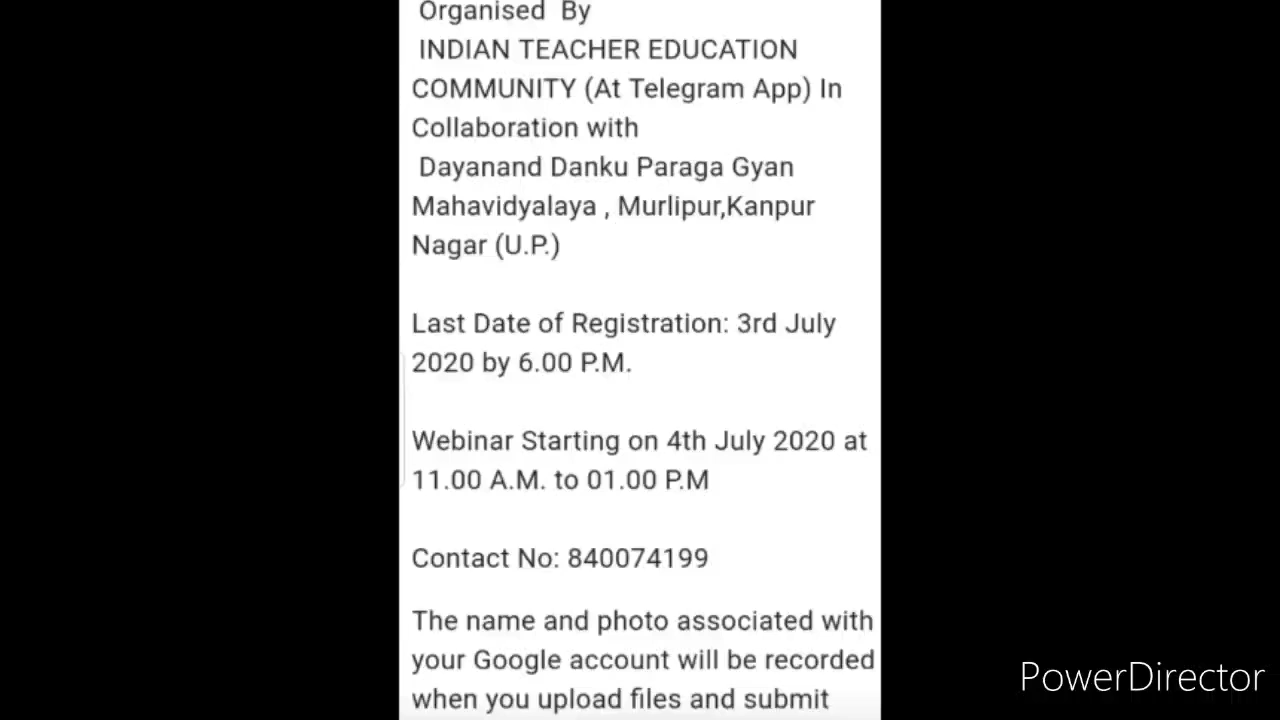 Organised By
INDIAN TEACHER EDUCATION
COMMUNITY (At Telegram App) In
Collaboration with
Dayanand Danku Paraga Gyan
Mahavidyalaya , Murlipur,Kanpur
Nagar (U.P.)
Last Date of Registration: 3rd July
2020 by 6.00 P.M.
Webinar Starting on 4th July 2020 at
11.00 A.M. to 01.00 P.M
Contact No: 840074199
The name and photo associated with
your Google account will be recorded
when you upload files and submit
PowerDirector